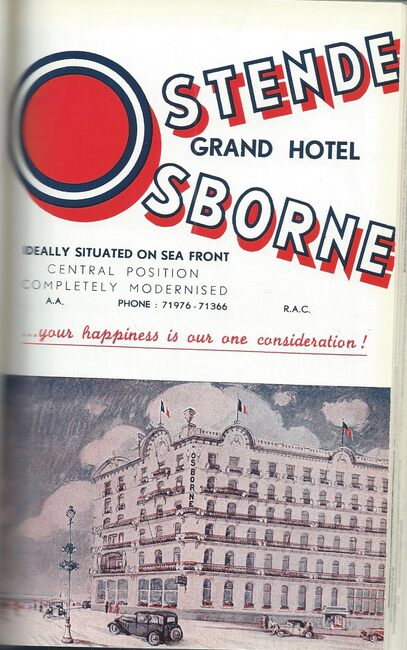 OSTENDE
GRAND HOTEL
OSBORNE
IDEALLY SITUATED ON SEA FRONT
CENTRAL POSITION
COMPLETELY MODERNISED
A.A. PHONE : 71976 - 71366 R.A.C.
...your happiness is our one consideration !
OSBORNE